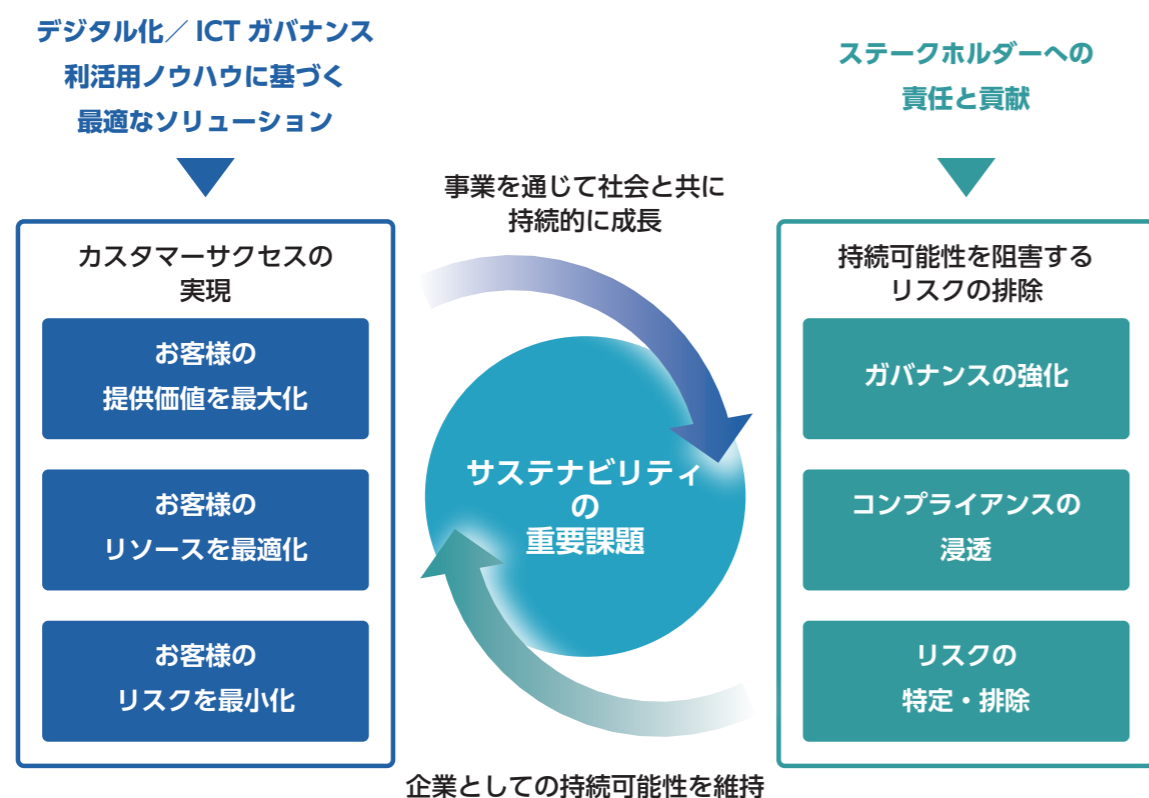 デジタル化／ ICT ガバナンス
利活用ノウハウに基づく
最適なソリューション
カスタマーサクセスの
実現
お客様の
提供価値を最大化
お客様の
リソースを最適化
お客様の
リスクを最小化
事業を通じて社会と共に
持続的に成長
サステナビリティ
の
重要課題
企業としての持続可能性を維持
ステークホルダーへの
責任と貢献
持続可能性を阻害する
リスクの排除
ガバナンスの強化
コンプライアンスの
浸透
リスクの
特定・排除